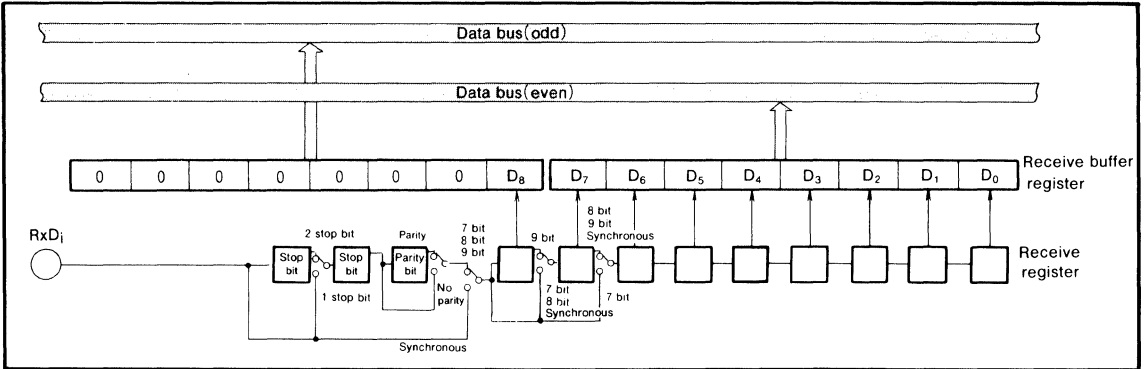 Data bus(odd)
Data bus(even)
0 0 0 0 0 0 0 D8 D7 D6 D5 D4 D3 D2 D1 D0
Receive buffer
register
RxDi
2 stop bit
Parity
7 bit
8 bit
9 bit
9 bit
8 bit
9 bit
Synchronous
Stop
bit
Stop
bit
Parity
bit
Receive
register
1 stop bit
No
parity
7 bit
8 bit
Synchronous
7 bit
Synchronous